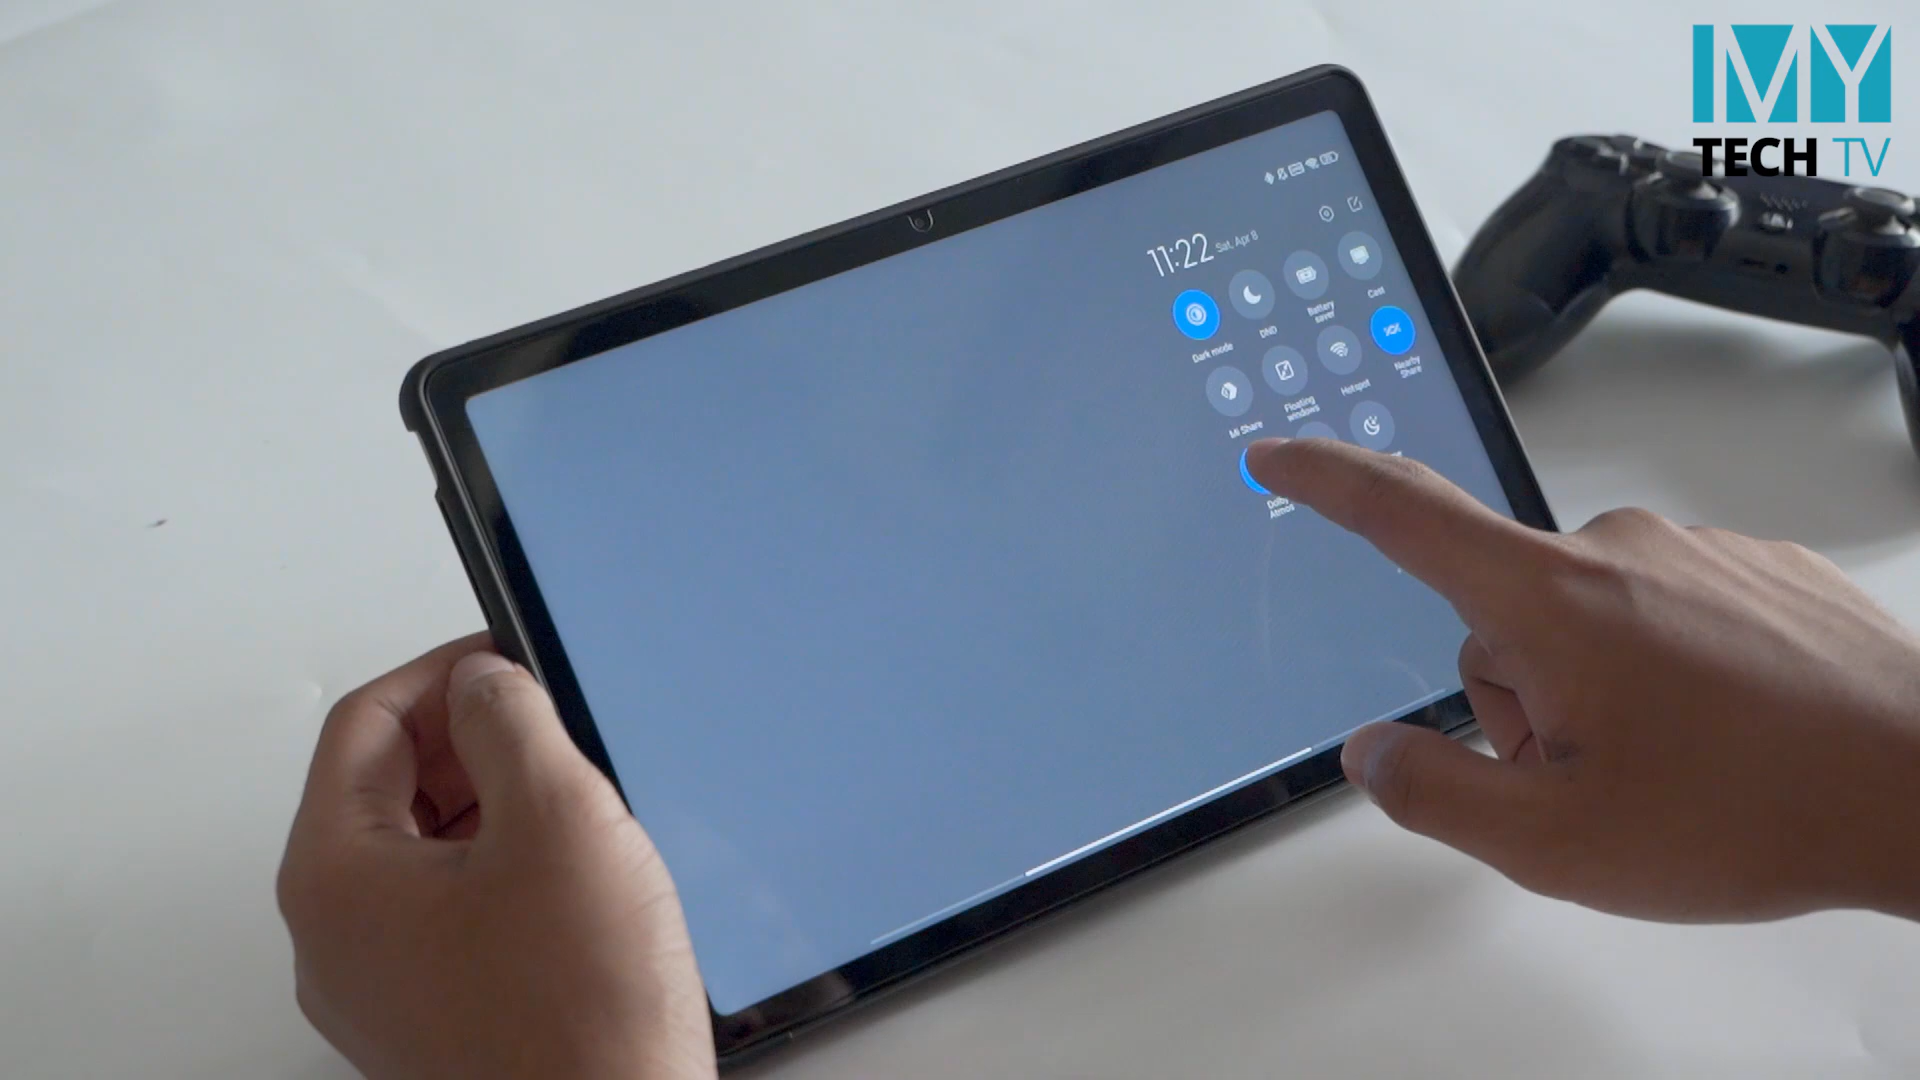 IMY
TECH TV
11:22 Sat, Apr 8
Dark mode
DND
Battery
saver
Cast
Mi Share
Floating
windows
Hotspot
Nearby
Share
Dolby
Atmos